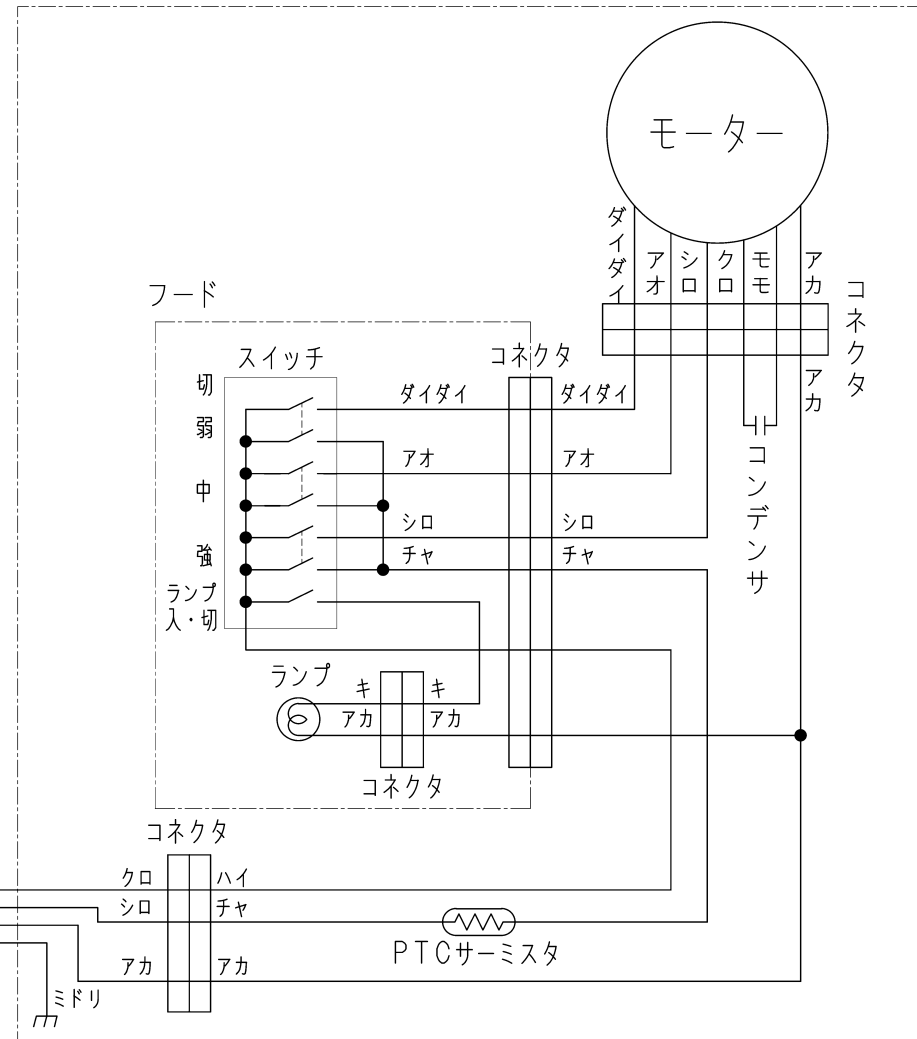 モーター
ダイダイ
アオ
シロ
クロ
モモ
アカ
コネクタ
アカ
コンデンサ
フード
スイッチ
コネクタ
切
弱
中
強
ランプ
入・切
ダイダイ
ダイダイ
アオ
アオ
シロ
シロ
チャ
チャ
ランプ
キ
キ
アカ
アカ
コネクタ
コネクタ
クロ
ハイ
シロ
チャ
PTCサーミスタ
アカ
アカ
ミドリ